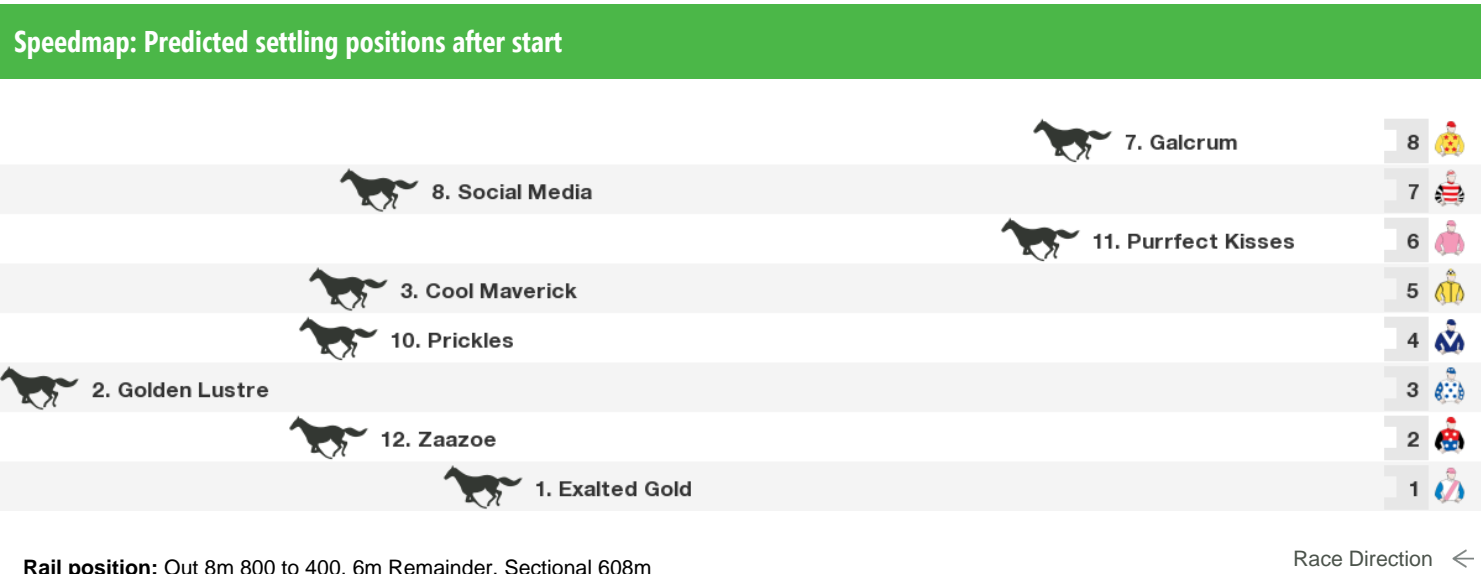 Speedmap: Predicted settling positions after start
7. Galcrum 8
8. Social Media 7
11. Purrfect Kisses 6
3. Cool Maverick 5
10. Prickles 4
2. Golden Lustre 3
12. Zaazoe 2
1. Exalted Gold 1
Race Direction
Rail position: Out 8m 800 to 400, 6m Remainder. Sectional 608m